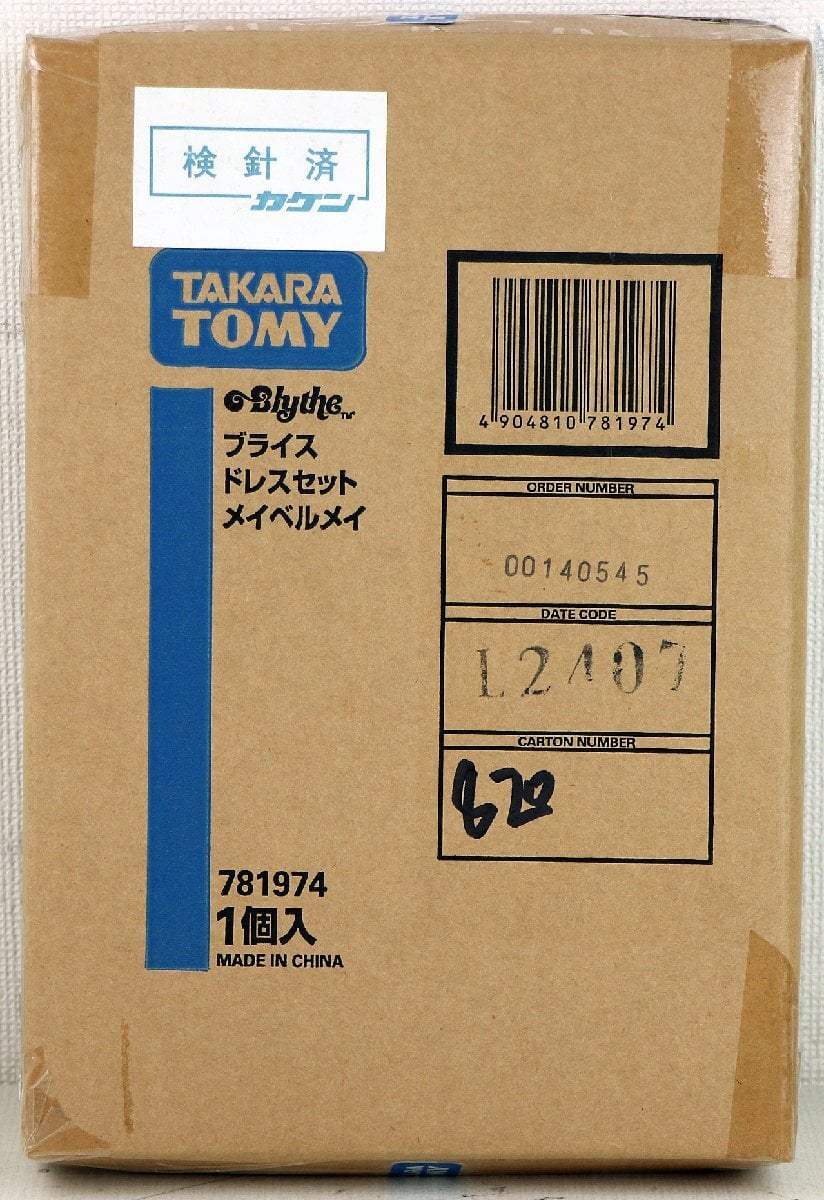 検針済
カケン
TAKARA
TOMY
Blythe™
ブライス
ドレスセット
メイベルメイ
4 904810 781974
ORDER NUMBER
00140545
DATE CODE
L2407
CARTON NUMBER
781974
1個入
MADE IN CHINA